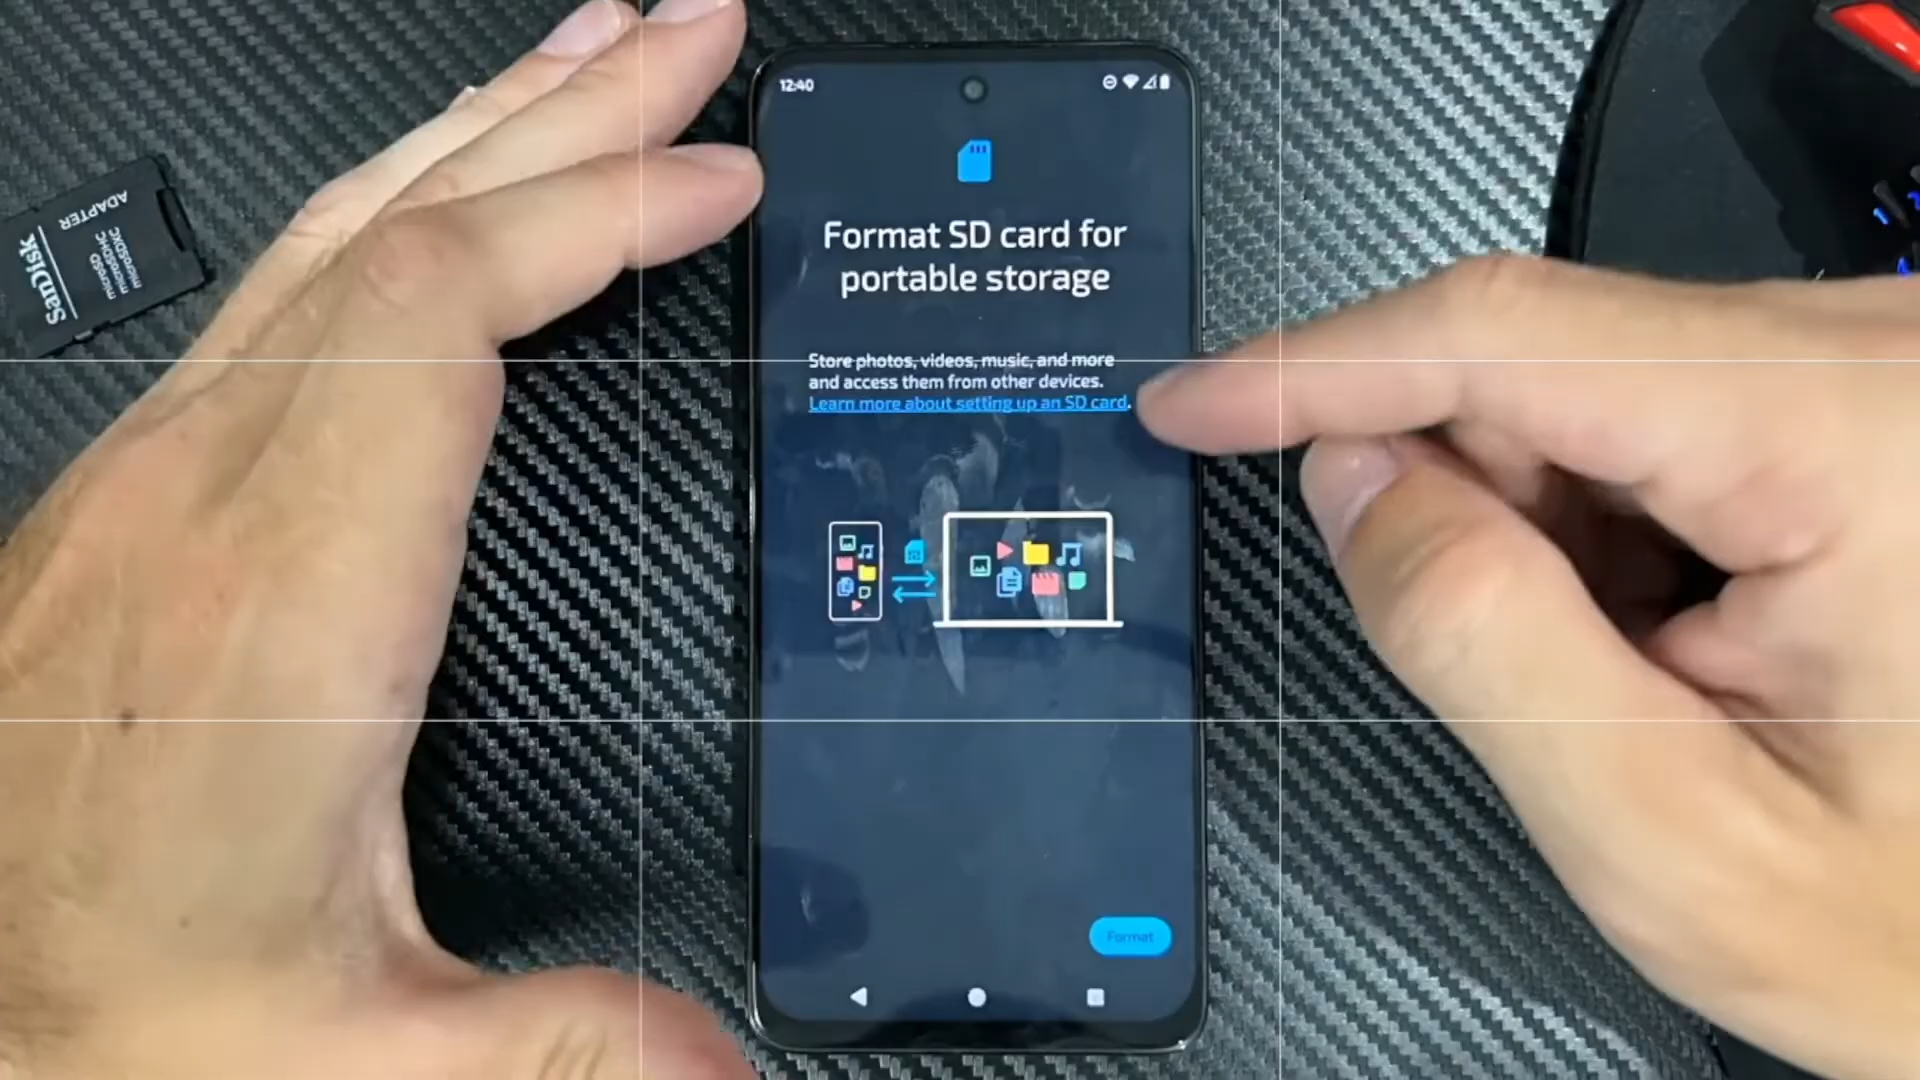 12:40
Format SD card for
portable storage
Store photos, videos, music, and more
and access them from other devices.
Learn more about setting up an SD card.
Format
SanDisk
microSD
microSDHC
microSDXC
ADAPTER